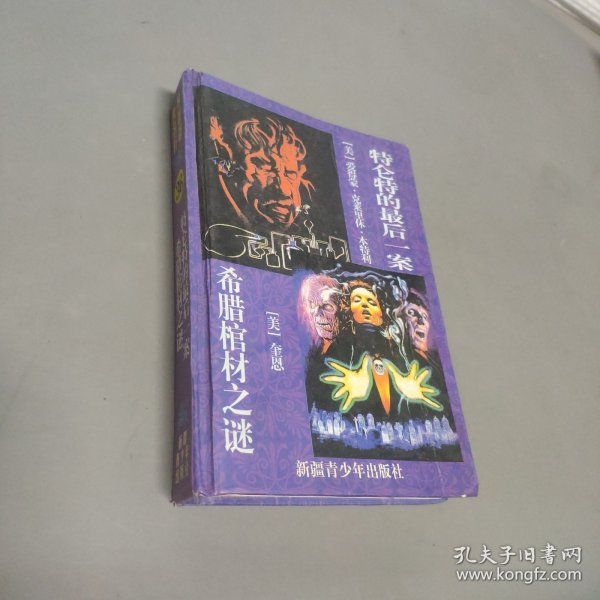 特仑特的最后一案
[美] 爱得蒙·克莱里休·本特利
希腊棺材之谜
[美] 奎恩
新疆青少年出版社
孔夫子旧书网
www.kongfz.com